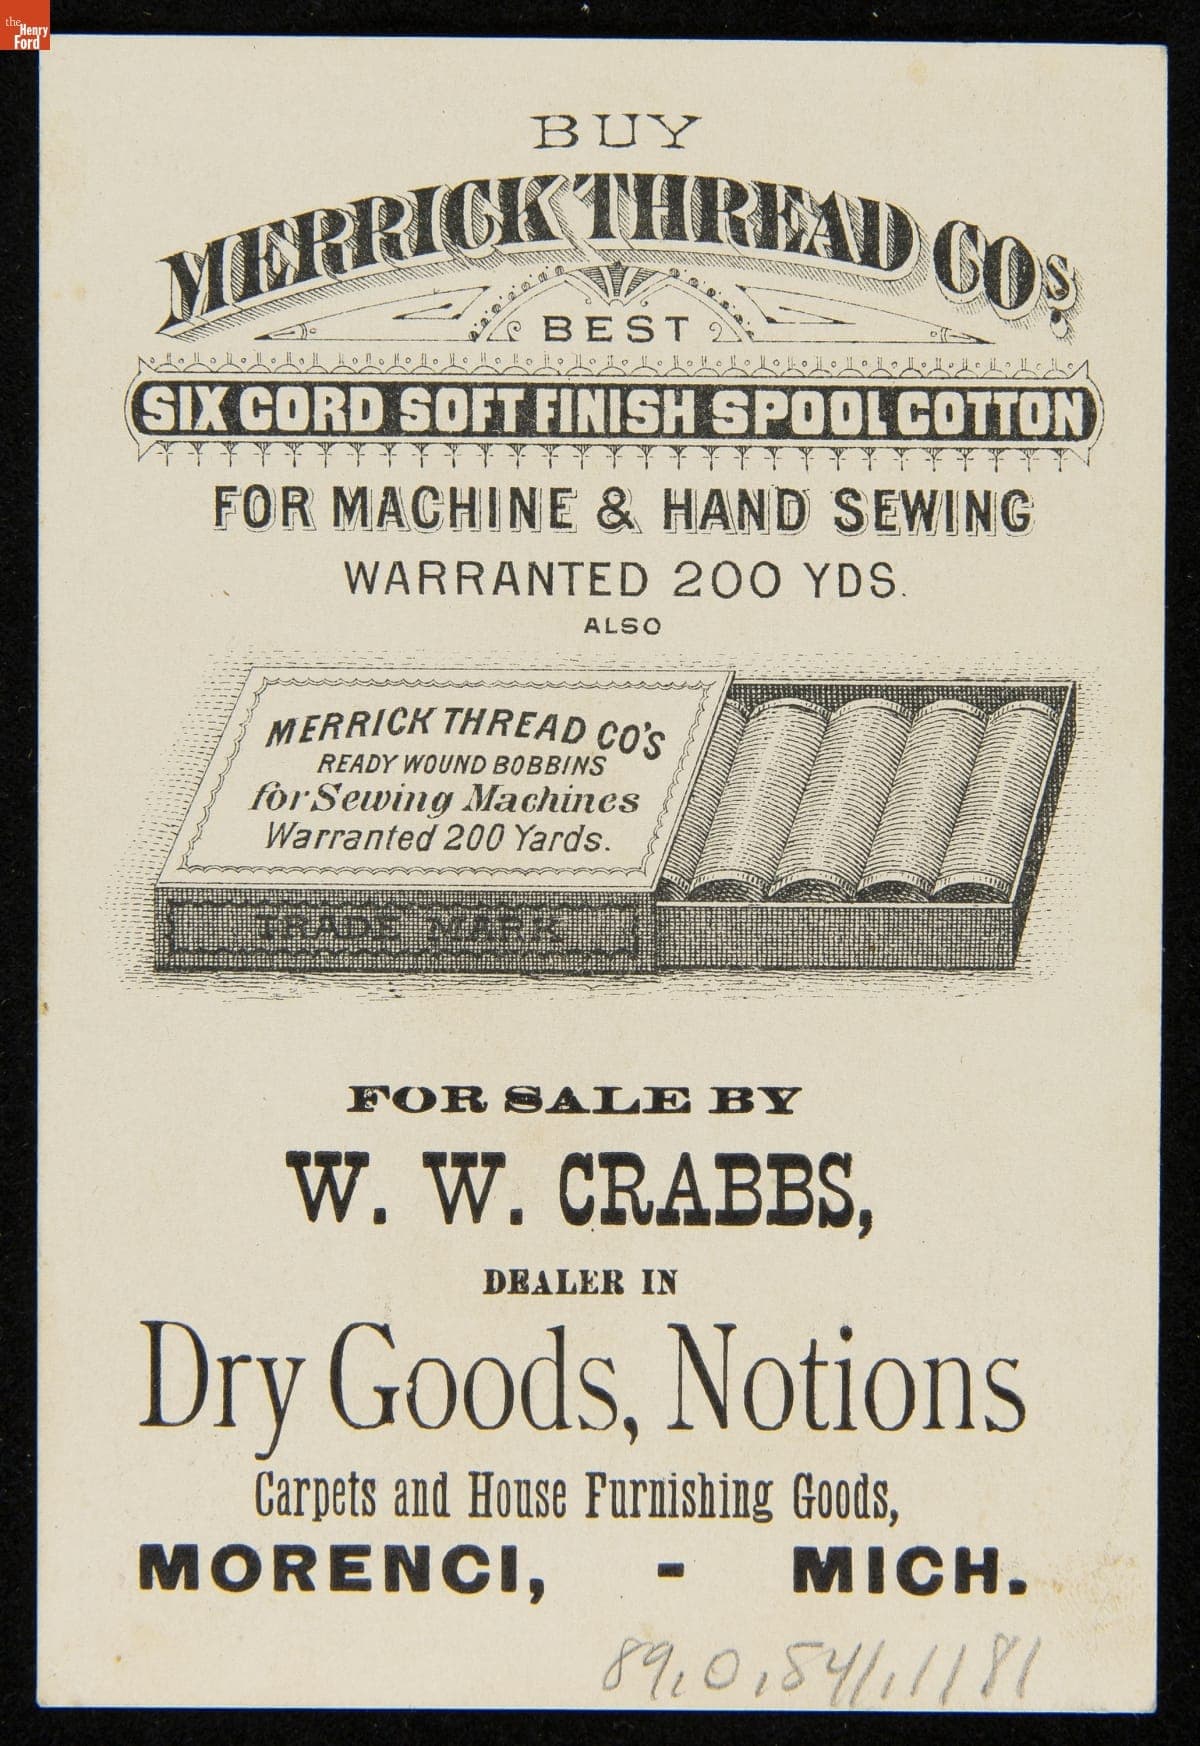 the
Henry
Ford
BUY
MERRICK THREAD COS.
BEST
SIX CORD SOFT FINISH SPOOL COTTON
FOR MACHINE & HAND SEWING
WARRANTED 200 YDS.
ALSO
MERRICK THREAD CO'S
READY WOUND BOBBINS
for Sewing Machines
Warranted 200 Yards.
TRADE MARK
FOR SALE BY
W. W. CRABBS,
DEALER IN
Dry Goods, Notions
Carpets and House Furnishing Goods,
MORENCI, - MICH.
89.0.541.1181